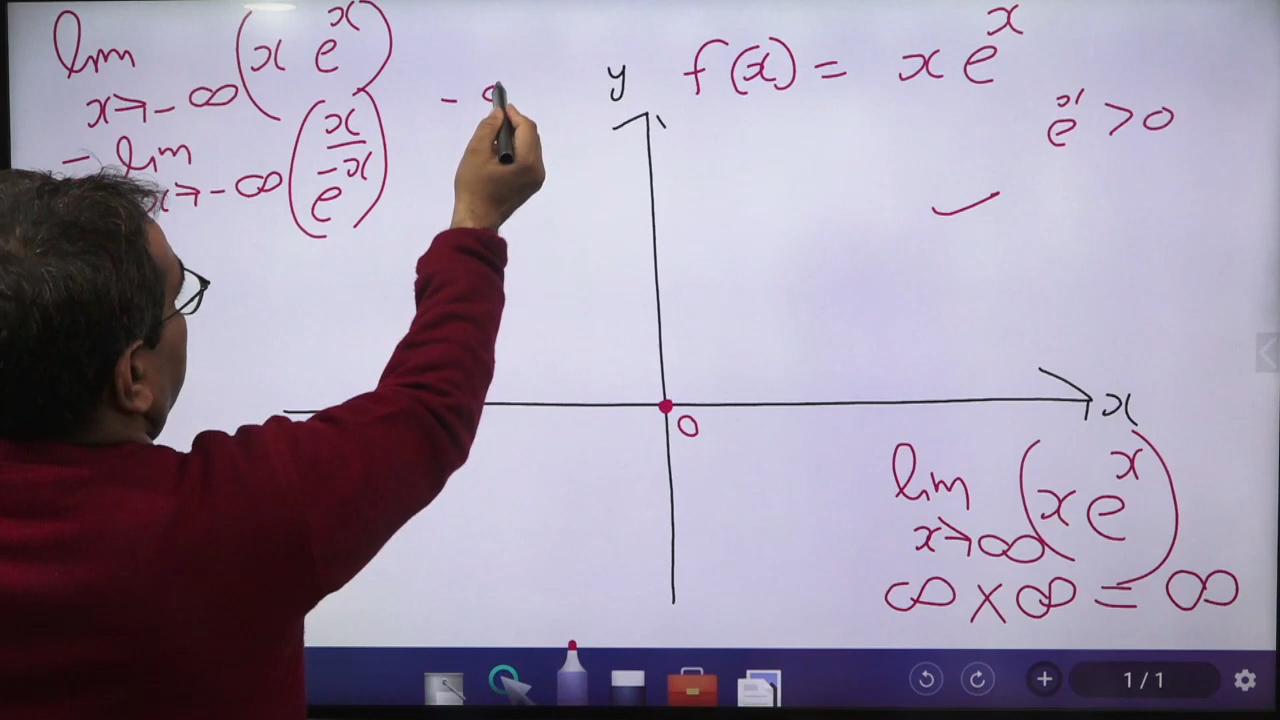 lim (x e^x)
x→-∞
= lim (x/e^-x)
x→-∞
-
f(x) = x e^x
e^x > 0
y
x
0
lim (x e^x)
x→∞
∞ × ∞ = ∞
1 / 1